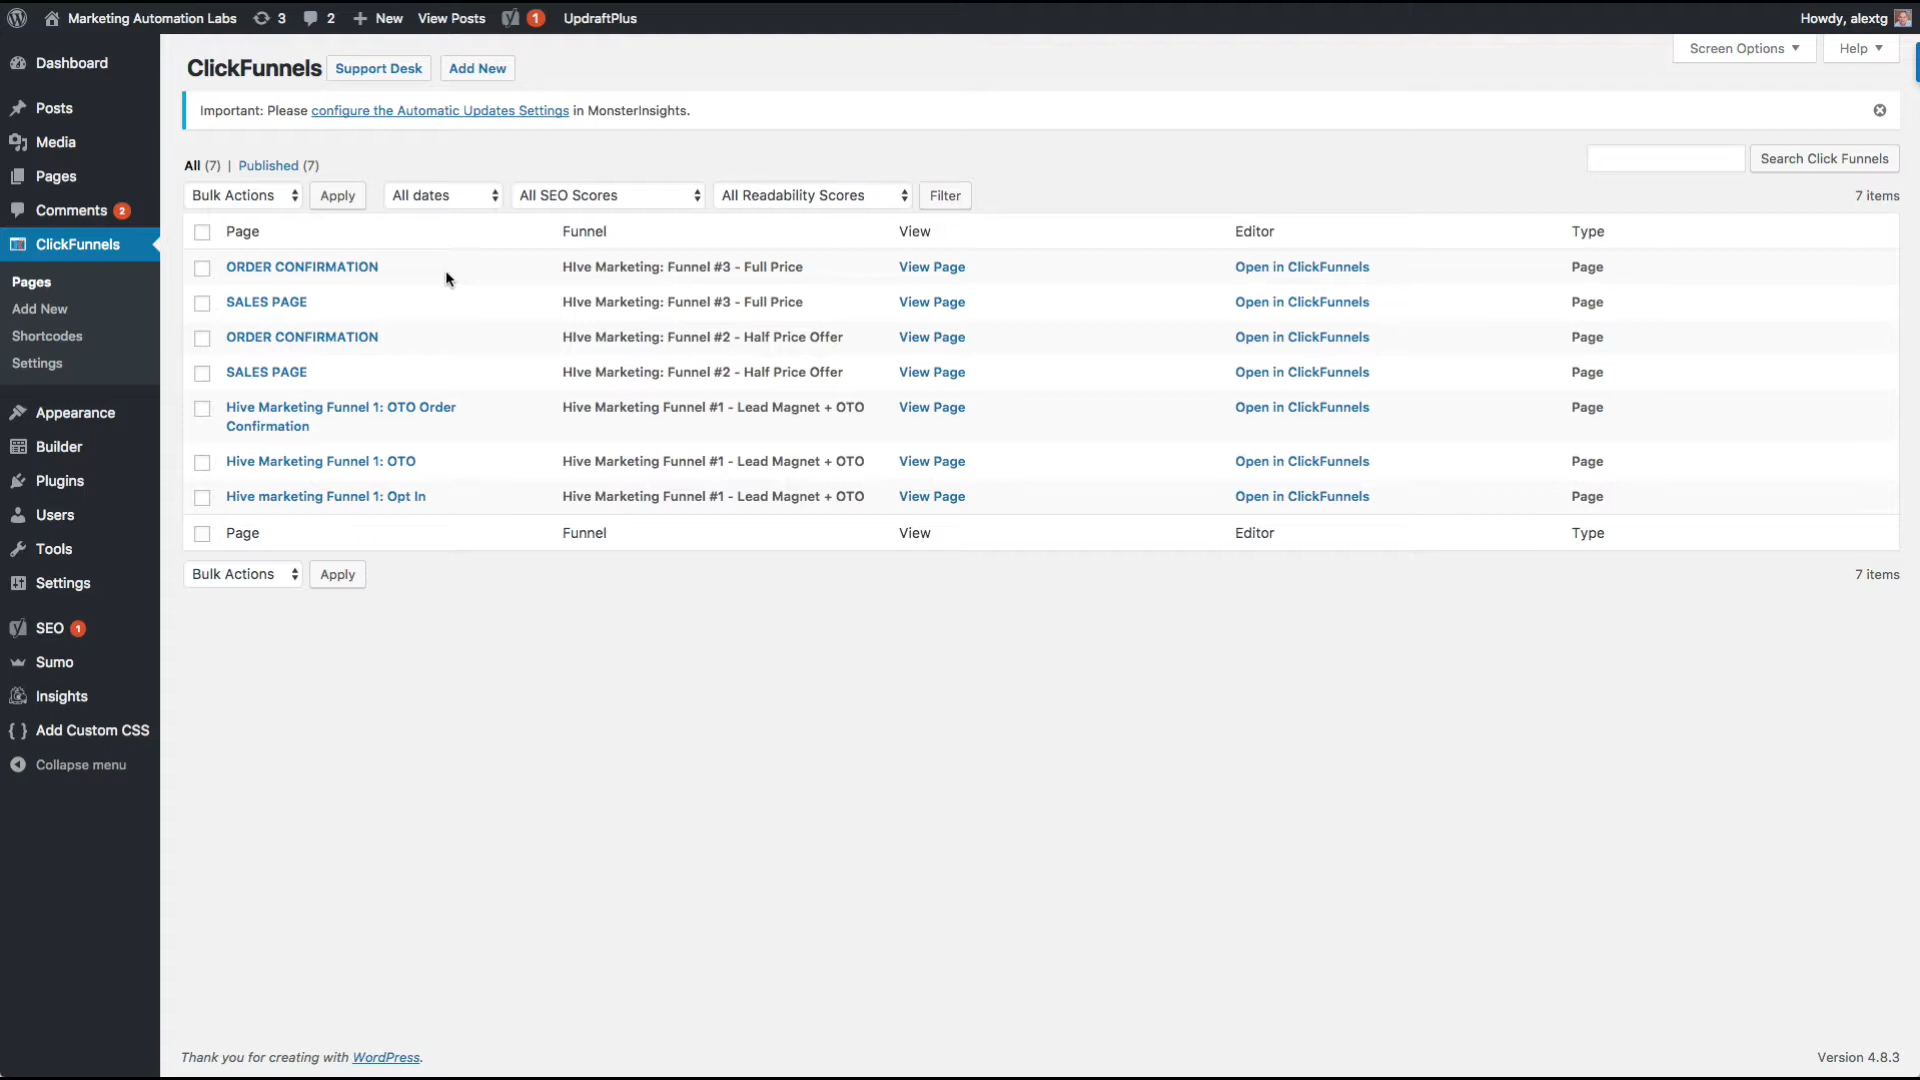 Marketing Automation Labs 3 2 New View Posts 1 UpdraftPlus Howdy, alextg
Screen Options Help
Dashboard
Posts
Media
Pages
Comments 2
ClickFunnels
Pages
Add New
Shortcodes
Settings
Appearance
Builder
Plugins
Users
Tools
Settings
SEO 1
Sumo
Insights
Add Custom CSS
Collapse menu
ClickFunnels Support Desk Add New
Important: Please configure the Automatic Updates Settings in MonsterInsights.
All (7) | Published (7)
Search Click Funnels
Bulk Actions Apply All dates All SEO Scores All Readability Scores Filter 7 items
Page Funnel View Editor Type
ORDER CONFIRMATION HIve Marketing: Funnel #3 - Full Price View Page Open in ClickFunnels Page
SALES PAGE HIve Marketing: Funnel #3 - Full Price View Page Open in ClickFunnels Page
ORDER CONFIRMATION HIve Marketing: Funnel #2 - Half Price Offer View Page Open in ClickFunnels Page
SALES PAGE HIve Marketing: Funnel #2 - Half Price Offer View Page Open in ClickFunnels Page
Hive Marketing Funnel 1: OTO Order Hive Marketing Funnel #1 - Lead Magnet + OTO View Page Open in ClickFunnels Page
Confirmation
Hive Marketing Funnel 1: OTO Hive Marketing Funnel #1 - Lead Magnet + OTO View Page Open in ClickFunnels Page
Hive marketing Funnel 1: Opt In Hive Marketing Funnel #1 - Lead Magnet + OTO View Page Open in ClickFunnels Page
Page Funnel View Editor Type
Bulk Actions Apply 7 items
Thank you for creating with WordPress. Version 4.8.3